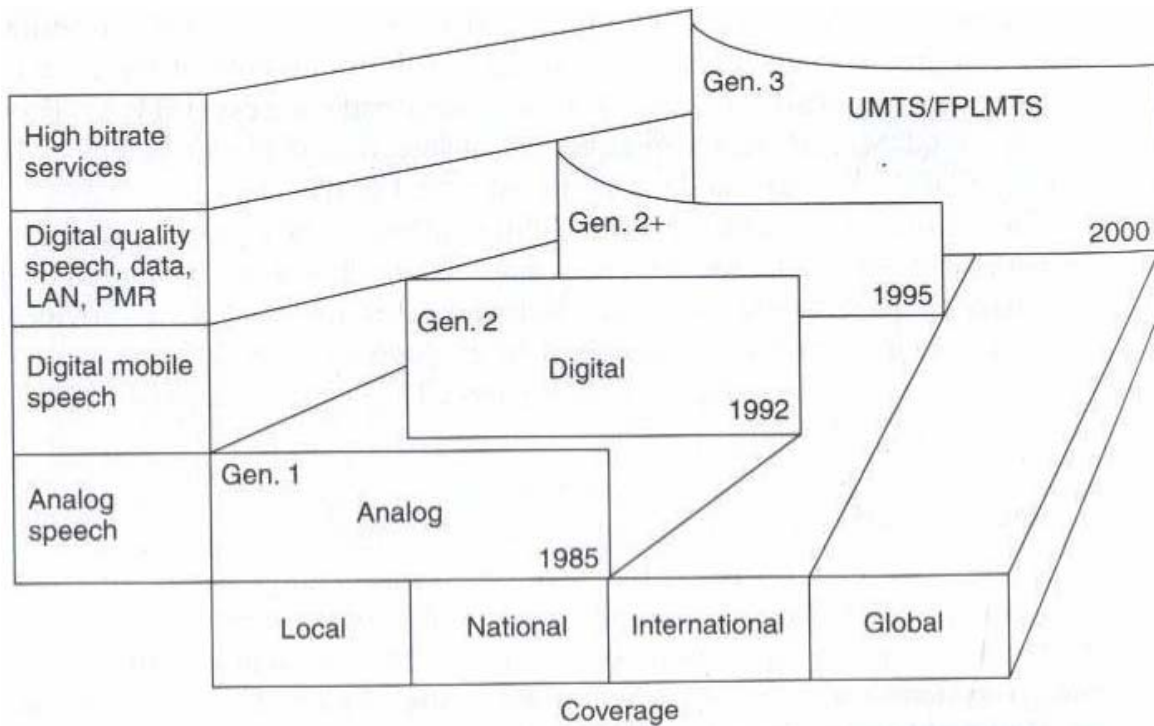 Gen. 3
UMTS/FPLMTS
High bitrate
services
Gen. 2+
2000
Digital quality
speech, data,
LAN, PMR
1995
Gen. 2
Digital
1992
Digital mobile
speech
Gen. 1
Analog
1985
Analog
speech
Local
National
International
Global
Coverage